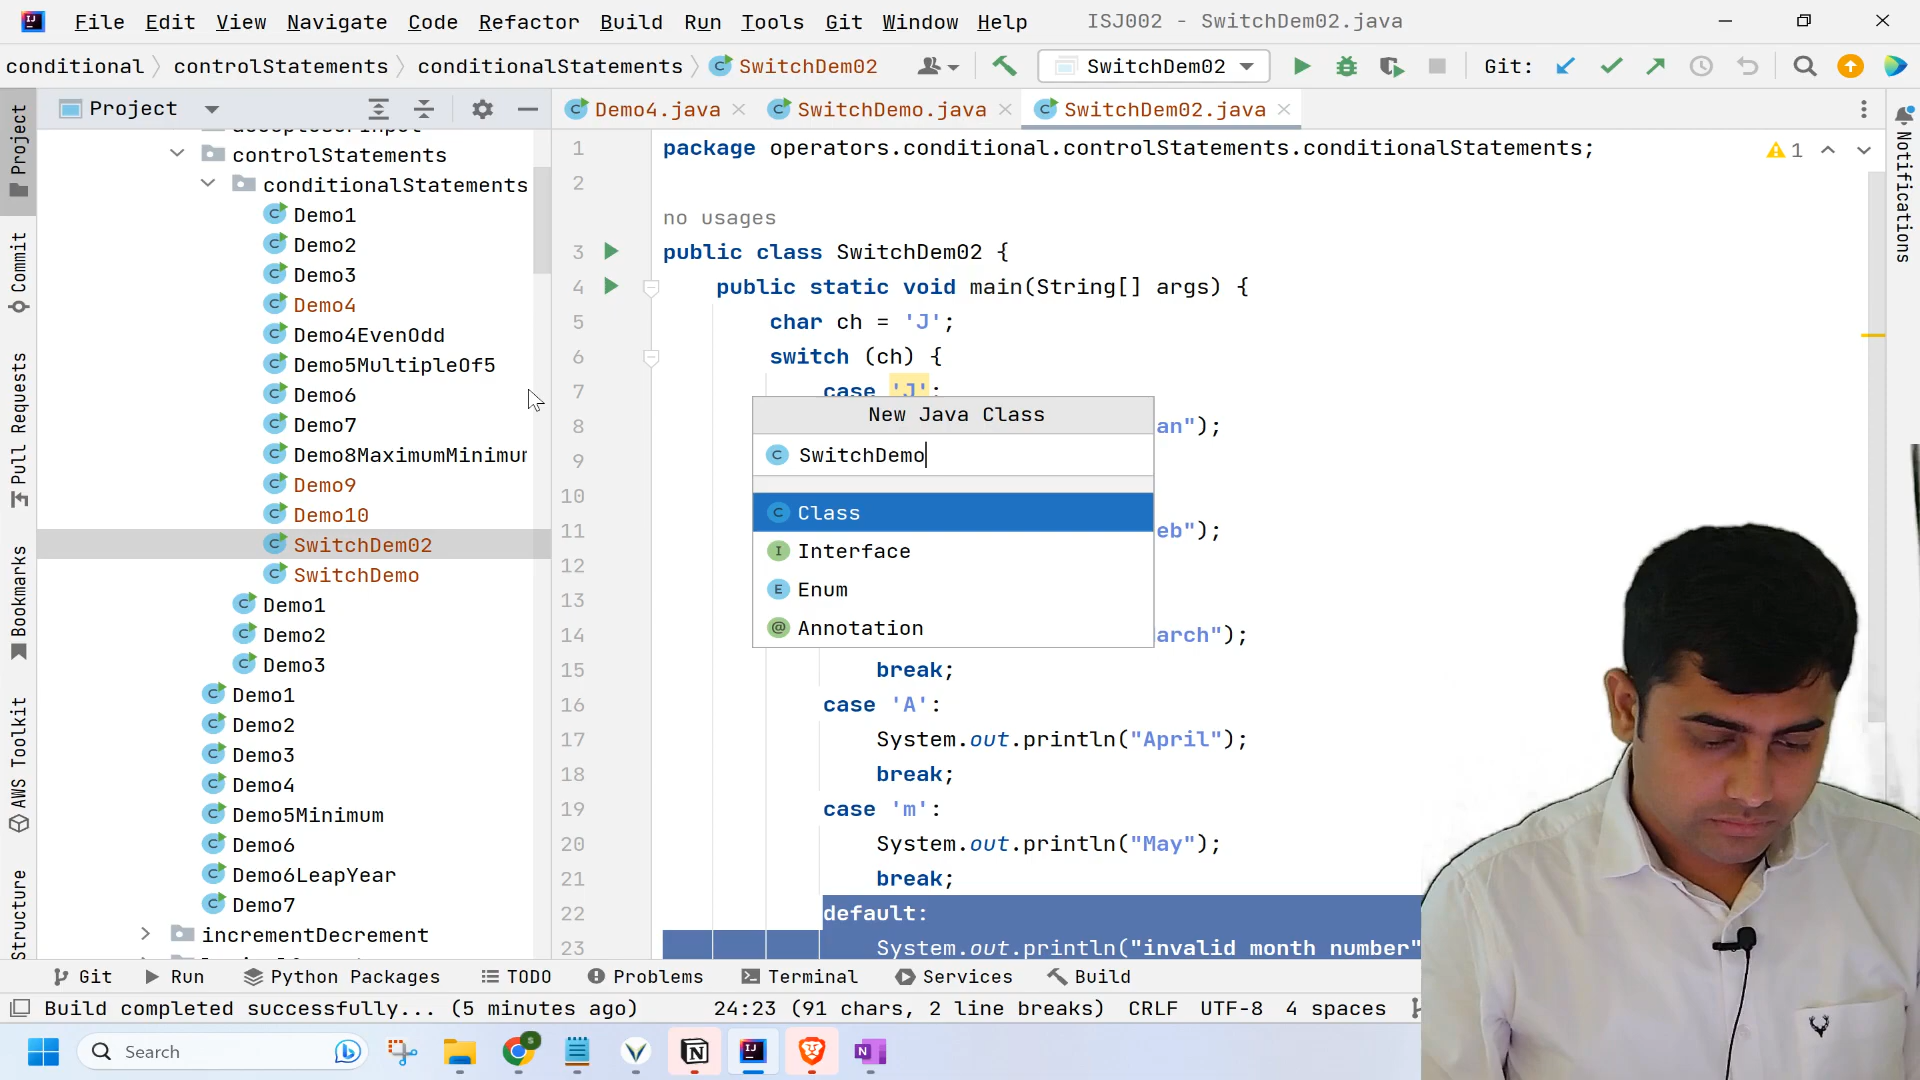 File Edit View Navigate Code Refactor Build Run Tools Git Window Help ISJ002 - SwitchDem02.java
conditional controlStatements conditionalStatements SwitchDem02 SwitchDem02 Git:
Project
Demo4.java SwitchDemo.java SwitchDem02.java
controlStatements
conditionalStatements
Demo1
Demo2
Demo3
Demo4
Demo4EvenOdd
Demo5MultipleOf5
Demo6
Demo7
Demo8MaximumMinimu
Demo9
Demo10
SwitchDem02
SwitchDemo
Demo1
Demo2
Demo3
Demo1
Demo2
Demo3
Demo4
Demo5Minimum
Demo6
Demo6LeapYear
Demo7
incrementDecrement
1 package operators.conditional.controlStatements.conditionalStatements;
1
2
no usages
3 public class SwitchDem02 {
4 public static void main(String[] args) {
5 char ch = 'J';
6 switch (ch) {
7 case 'J':
8 an");
9
10
11 eb");
12
13
14 arch");
15 break;
16 case 'A':
17 System.out.println("April");
18 break;
19 case 'm':
20 System.out.println("May");
21 break;
22 default:
23 System.out.println("invalid month number"
New Java Class
SwitchDemo
Class
Interface
Enum
Annotation
Project
Commit
Pull Requests
Bookmarks
AWS Toolkit
Structure
Notifications
Git Run Python Packages TODO Problems Terminal Services Build
Build completed successfully... (5 minutes ago) 24:23 (91 chars, 2 line breaks) CRLF UTF-8 4 spaces
Search